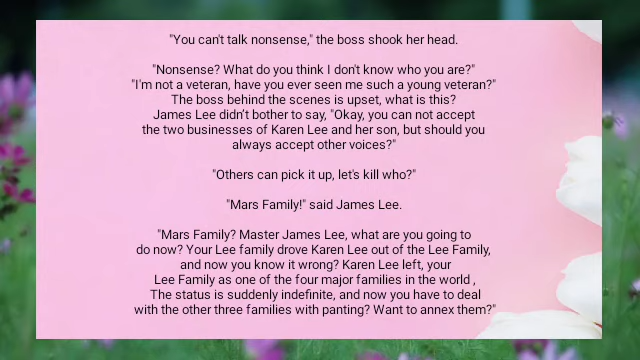 "You can't talk nonsense," the boss shook her head.
"Nonsense? What do you think I don't know who you are?"
"I'm not a veteran, have you ever seen me such a young veteran?"
The boss behind the scenes is upset, what is this?
James Lee didn't bother to say, "Okay, you can not accept
the two businesses of Karen Lee and her son, but should you
always accept other voices?"
"Others can pick it up, let's kill who?"
"Mars Family!" said James Lee.
"Mars Family? Master James Lee, what are you going to
do now? Your Lee family drove Karen Lee out of the Lee Family,
and now you know it wrong? Karen Lee left, your
Lee Family as one of the four major families in the world ,
The status is suddenly indefinite, and now you have to deal
with the other three families with panting? Want to annex them?"